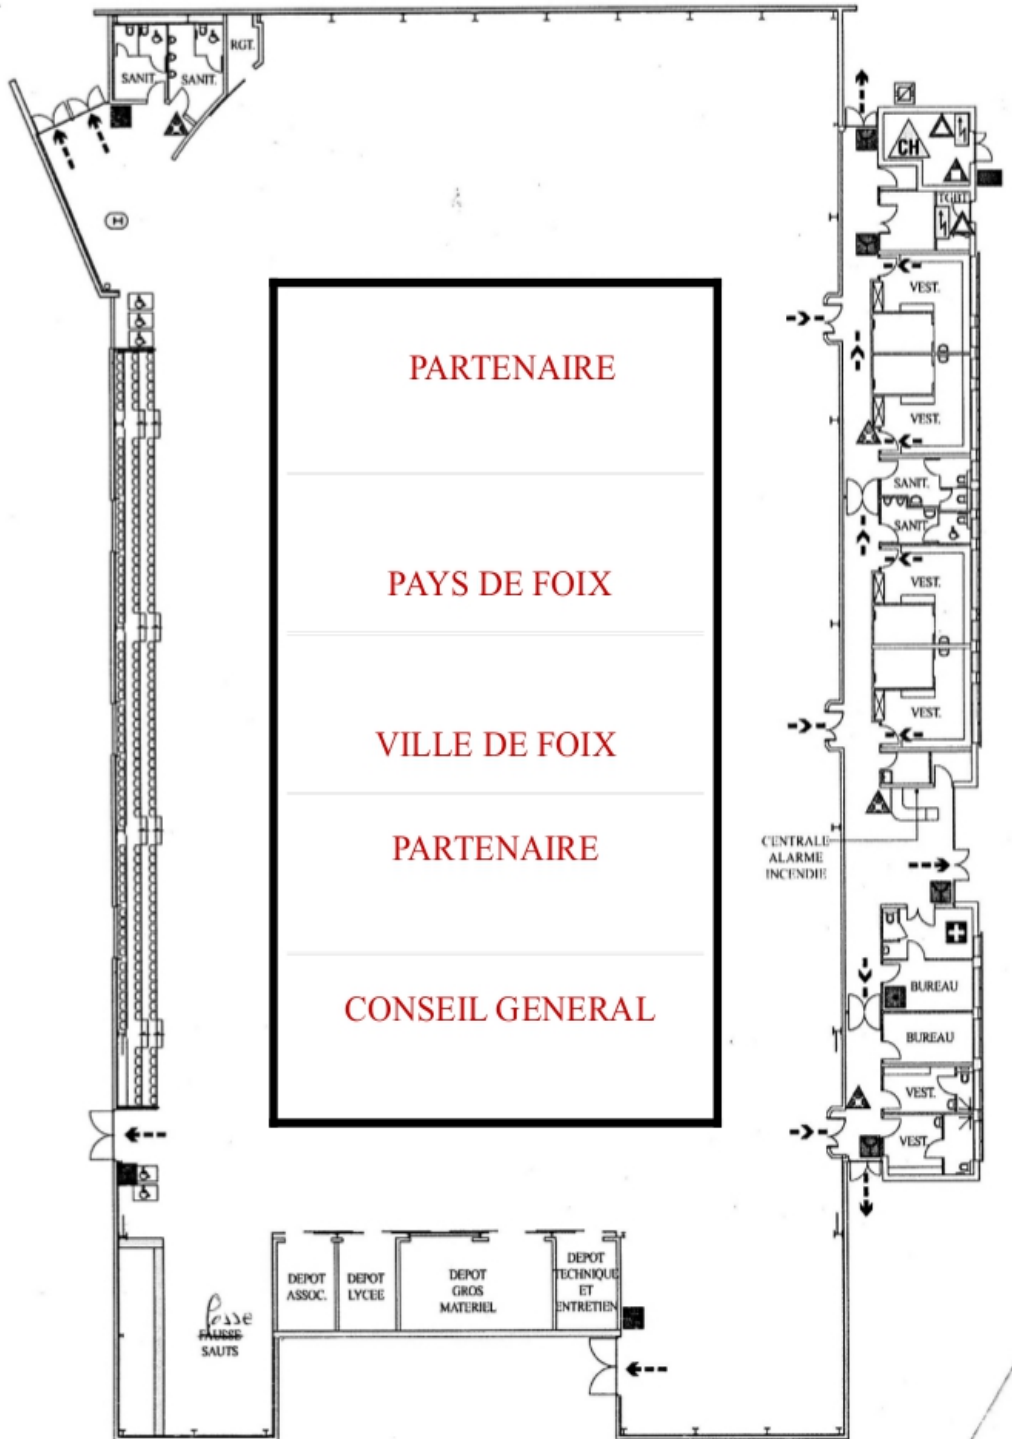 RGT.
SANIT.
SANIT.
CH
TGBT
H
VEST.
PARTENAIRE
VEST.
SANIT.
SANIT.
PAYS DE FOIX
VEST.
VEST.
VILLE DE FOIX
CENTRALE
ALARME
INCENDIE
PARTENAIRE
BUREAU
CONSEIL GENERAL
BUREAU
VEST.
VEST.
DEPOT
ASSOC.
DEPOT
LYCEE
DEPOT
GROS
MATERIEL
DEPOT
TECHNIQUE
ET
ENTRETIEN
fosse
FAUSSE
SAUTS